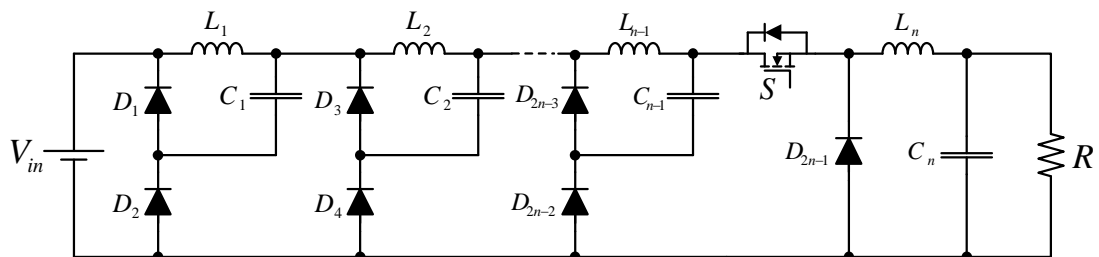 L₁
L₂
Lₙ₋₁
Lₙ
D₁
C₁
D₃
C₂
D₂ₙ₋₃
Cₙ₋₁
S
Vᵢₙ
D₂
D₄
D₂ₙ₋₂
D₂ₙ₋₁
Cₙ
R